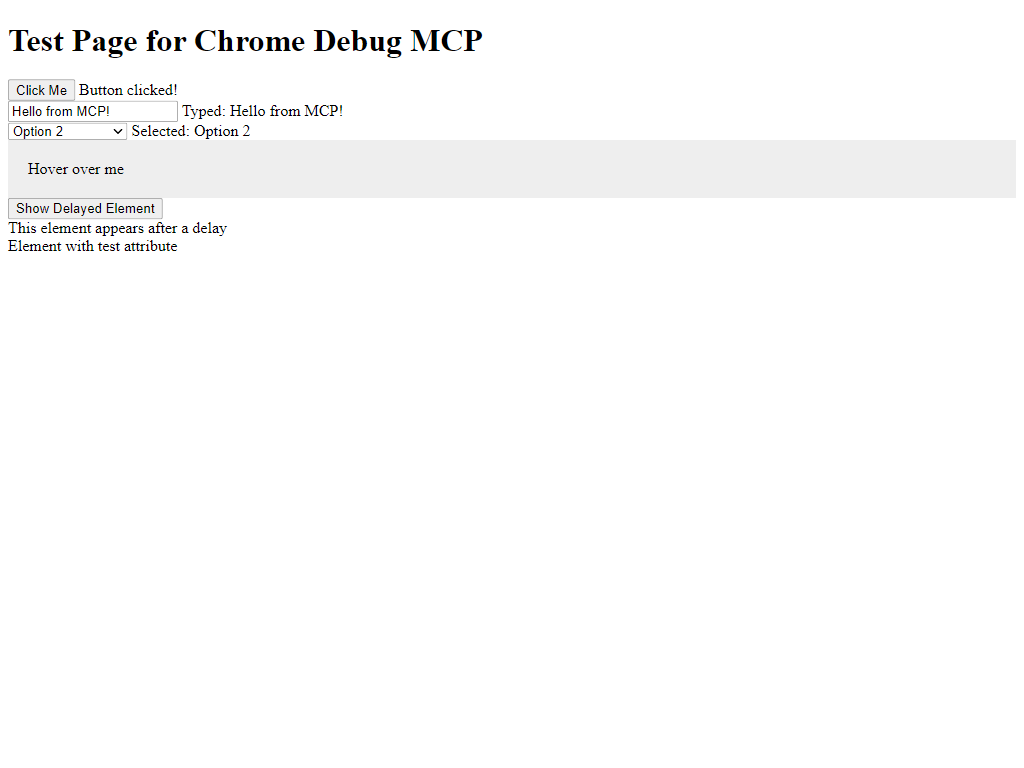 Test Page for Chrome Debug MCP
Click Me Button clicked!
Hello from MCP! Typed: Hello from MCP!
Option 2 Selected: Option 2
Hover over me
Show Delayed Element
This element appears after a delay
Element with test attribute